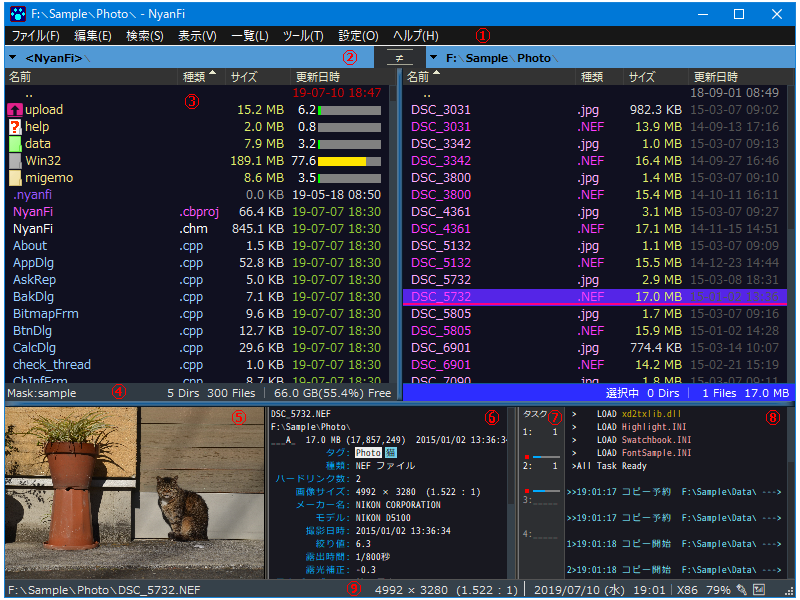 F:\Sample\Photo\ - NyanFi
ファイル(F) 編集(E) 検索(S) 表示(V) 一覧(L) ツール(T) 設定(O) ヘルプ(H) ①
<NyanFi>\ ② ≠ F:\Sample\Photo\
名前 種類 サイズ 更新日時 名前 種類 サイズ 更新日時
.. 19-07-10 18:47 .. 18-09-01 08:49
③
upload 15.2 MB 6.2 DSC_3031 .jpg 982.3 KB 15-03-07 09:02
help 2.0 MB 0.8 DSC_3031 .NEF 13.9 MB 14-09-13 17:16
data 7.9 MB 3.2 DSC_3342 .jpg 1.0 MB 15-03-07 09:13
Win32 189.1 MB 77.6 DSC_3342 .NEF 16.4 MB 14-09-27 16:46
migemo 8.6 MB 3.5 DSC_3800 .jpg 1.4 MB 15-03-07 09:10
.nyanfi 0.0 KB 19-05-18 08:50 DSC_3800 .NEF 15.4 MB 14-10-11 16:11
NyanFi .cbproj 66.4 KB 19-07-07 18:30 DSC_4361 .jpg 3.1 MB 15-03-07 09:27
NyanFi .chm 845.1 KB 19-07-07 18:30 DSC_4361 .NEF 17.1 MB 14-11-15 14:51
About .cpp 1.5 KB 19-07-07 18:30 DSC_5132 .jpg 1.1 MB 15-03-07 09:09
AppDlg .cpp 52.8 KB 19-07-07 18:30 DSC_5132 .NEF 15.5 MB 14-12-23 14:44
AskRep .cpp 5.0 KB 19-07-07 18:30 DSC_5732 .jpg 2.9 MB 15-03-08 18:31
BakDlg .cpp 7.1 KB 19-07-07 18:30 DSC_5732 .NEF 17.0 MB 15-01-02 13:36
BitmapFrm .cpp 9.6 KB 19-07-07 18:30 DSC_5805 .jpg 1.7 MB 15-03-07 09:16
BtnDlg .cpp 12.7 KB 19-07-07 18:30 DSC_5805 .NEF 15.9 MB 15-01-02 14:28
CalcDlg .cpp 29.6 KB 19-07-07 18:30 DSC_6901 .jpg 774.4 KB 15-03-14 10:07
check_thread .cpp 1.0 KB 19-07-07 18:30 DSC_6901 .NEF 14.2 MB 15-02-21 15:19
ChInfFrm .cpp 8.7 KB 19-07-07 18:30 DSC_7090 .jpg 1.8 MB 15-03-07 09:11
Mask:sample ④ 5 Dirs 300 Files 66.0 GB(55.4%) Free 選択中 0 Dirs 1 Files 17.0 MB
⑤
DSC_5732.NEF ⑥
F:\Sample\Photo\
___A_ 17.0 MB (17,857,249) 2015/01/02 13:36:34
タグ: Photo 猫
種類: NEF ファイル
ハードリンク数: 2
画像サイズ: 4992 × 3280 (1.522 : 1)
メーカー名: NIKON CORPORATION
モデル: NIKON D5100
撮影日時: 2015/01/02 13:36:34
絞り値: 6.3
露出時間: 1/800秒
露光補正: -0.3
タスク ⑦
1: 1
2: 1
3:_____
4:_____
> LOAD xd2txlib.dll ⑧
> LOAD Highlight.INI
> LOAD Swatchbook.INI
> LOAD FontSample.INI
>All Task Ready
>>19:01:17 コピー予約 F:\Sample\Data\ --->
>>19:01:17 コピー予約 F:\Sample\Data\ --->
1>19:01:18 コピー開始 F:\Sample\Data\ --->
2>19:01:18 コピー開始 F:\Sample\Data\ --->
F:\Sample\Photo\DSC_5732.NEF ⑨ 4992 × 3280 (1.522 : 1) 2019/07/10 (水) 19:01 X86 79%